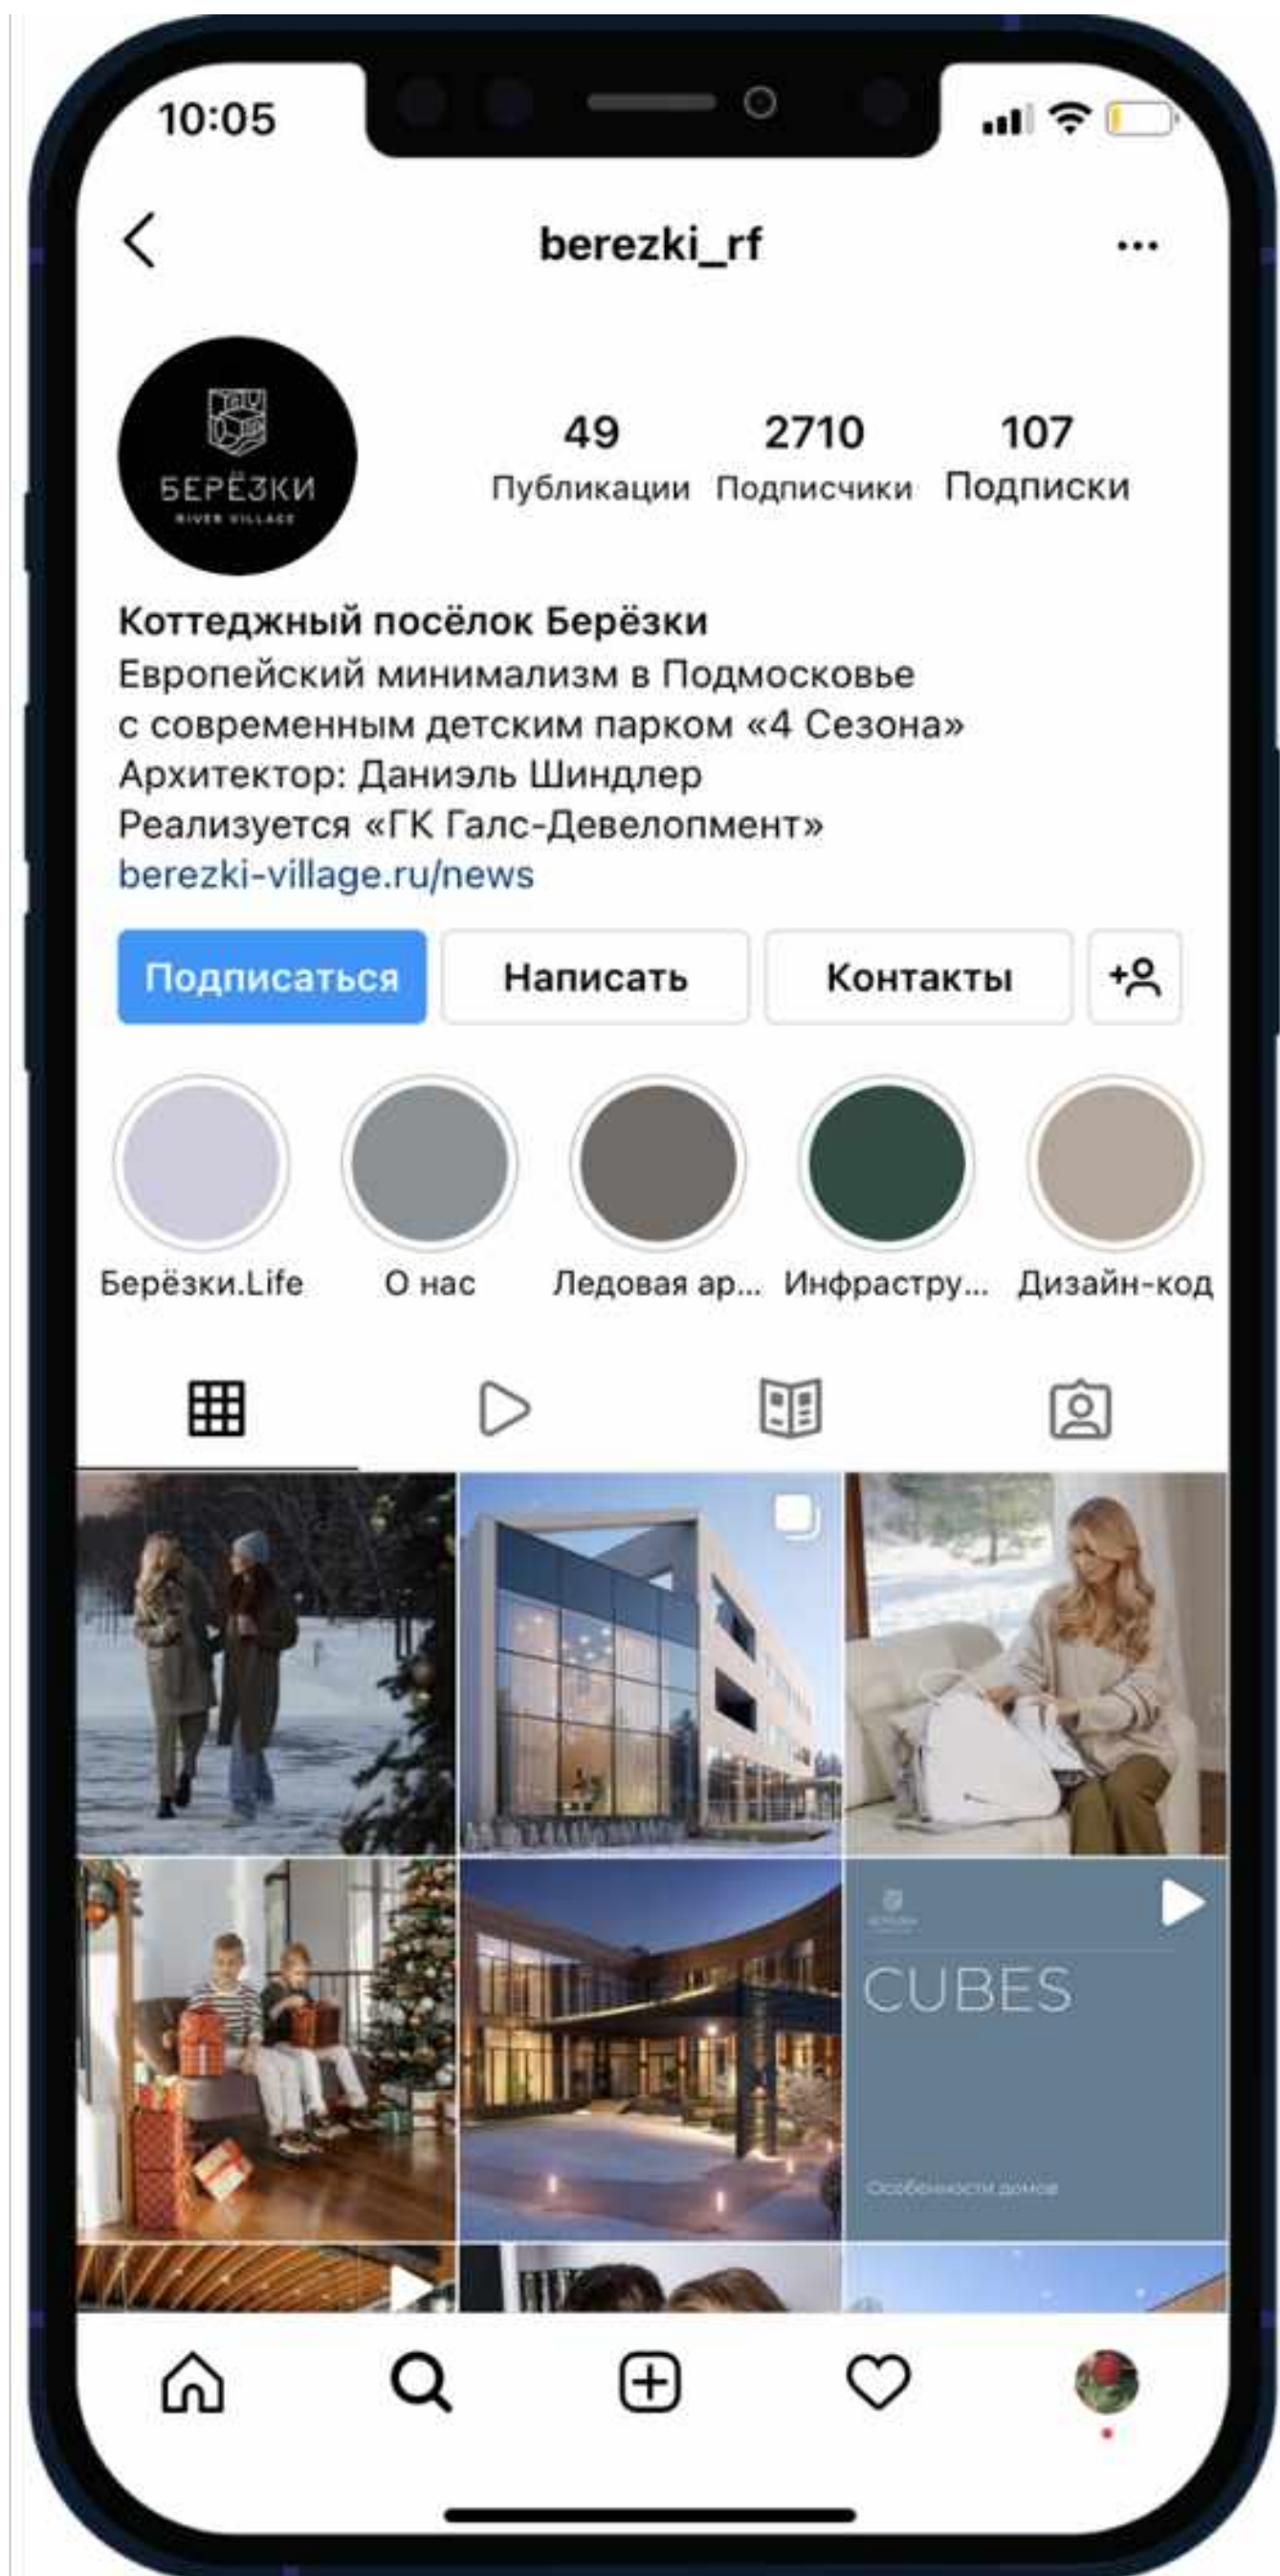 10:05
berezki_rf
БЕРЁЗКИ
RIVER VILLAGE
49 2710 107
Публикации Подписчики Подписки
Коттеджный посёлок Берёзки
Европейский минимализм в Подмосковье
с современным детским парком «4 Сезона»
Архитектор: Даниэль Шиндлер
Реализуется «ГК Галс-Девелопмент»
berezki-village.ru/news
Подписаться Написать Контакты
Берёзки.Life О нас Ледовая ар... Инфрастру... Дизайн-код
CUBES
Особенности домов